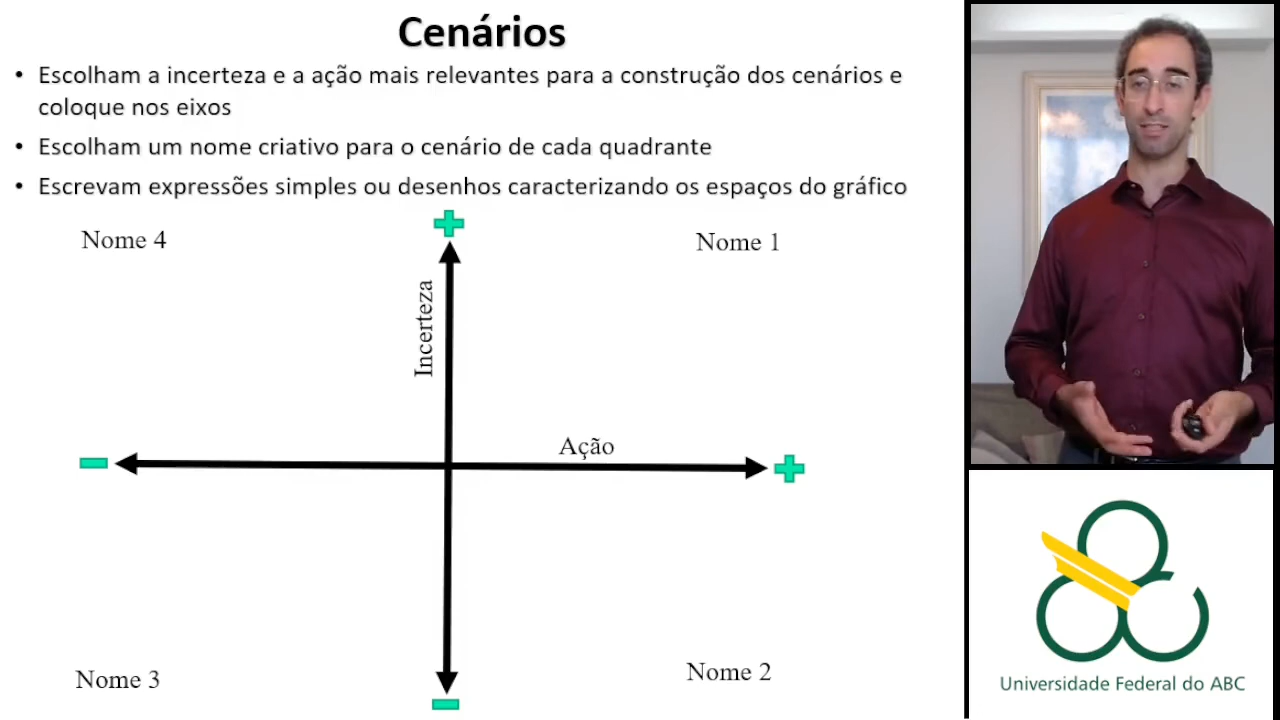 Cenários
• Escolham a incerteza e a ação mais relevantes para a construção dos cenários e
coloque nos eixos
• Escolham um nome criativo para o cenário de cada quadrante
• Escrevam expressões simples ou desenhos caracterizando os espaços do gráfico
Nome 4
Nome 1
Incerteza
Ação
Nome 3
Nome 2
Universidade Federal do ABC